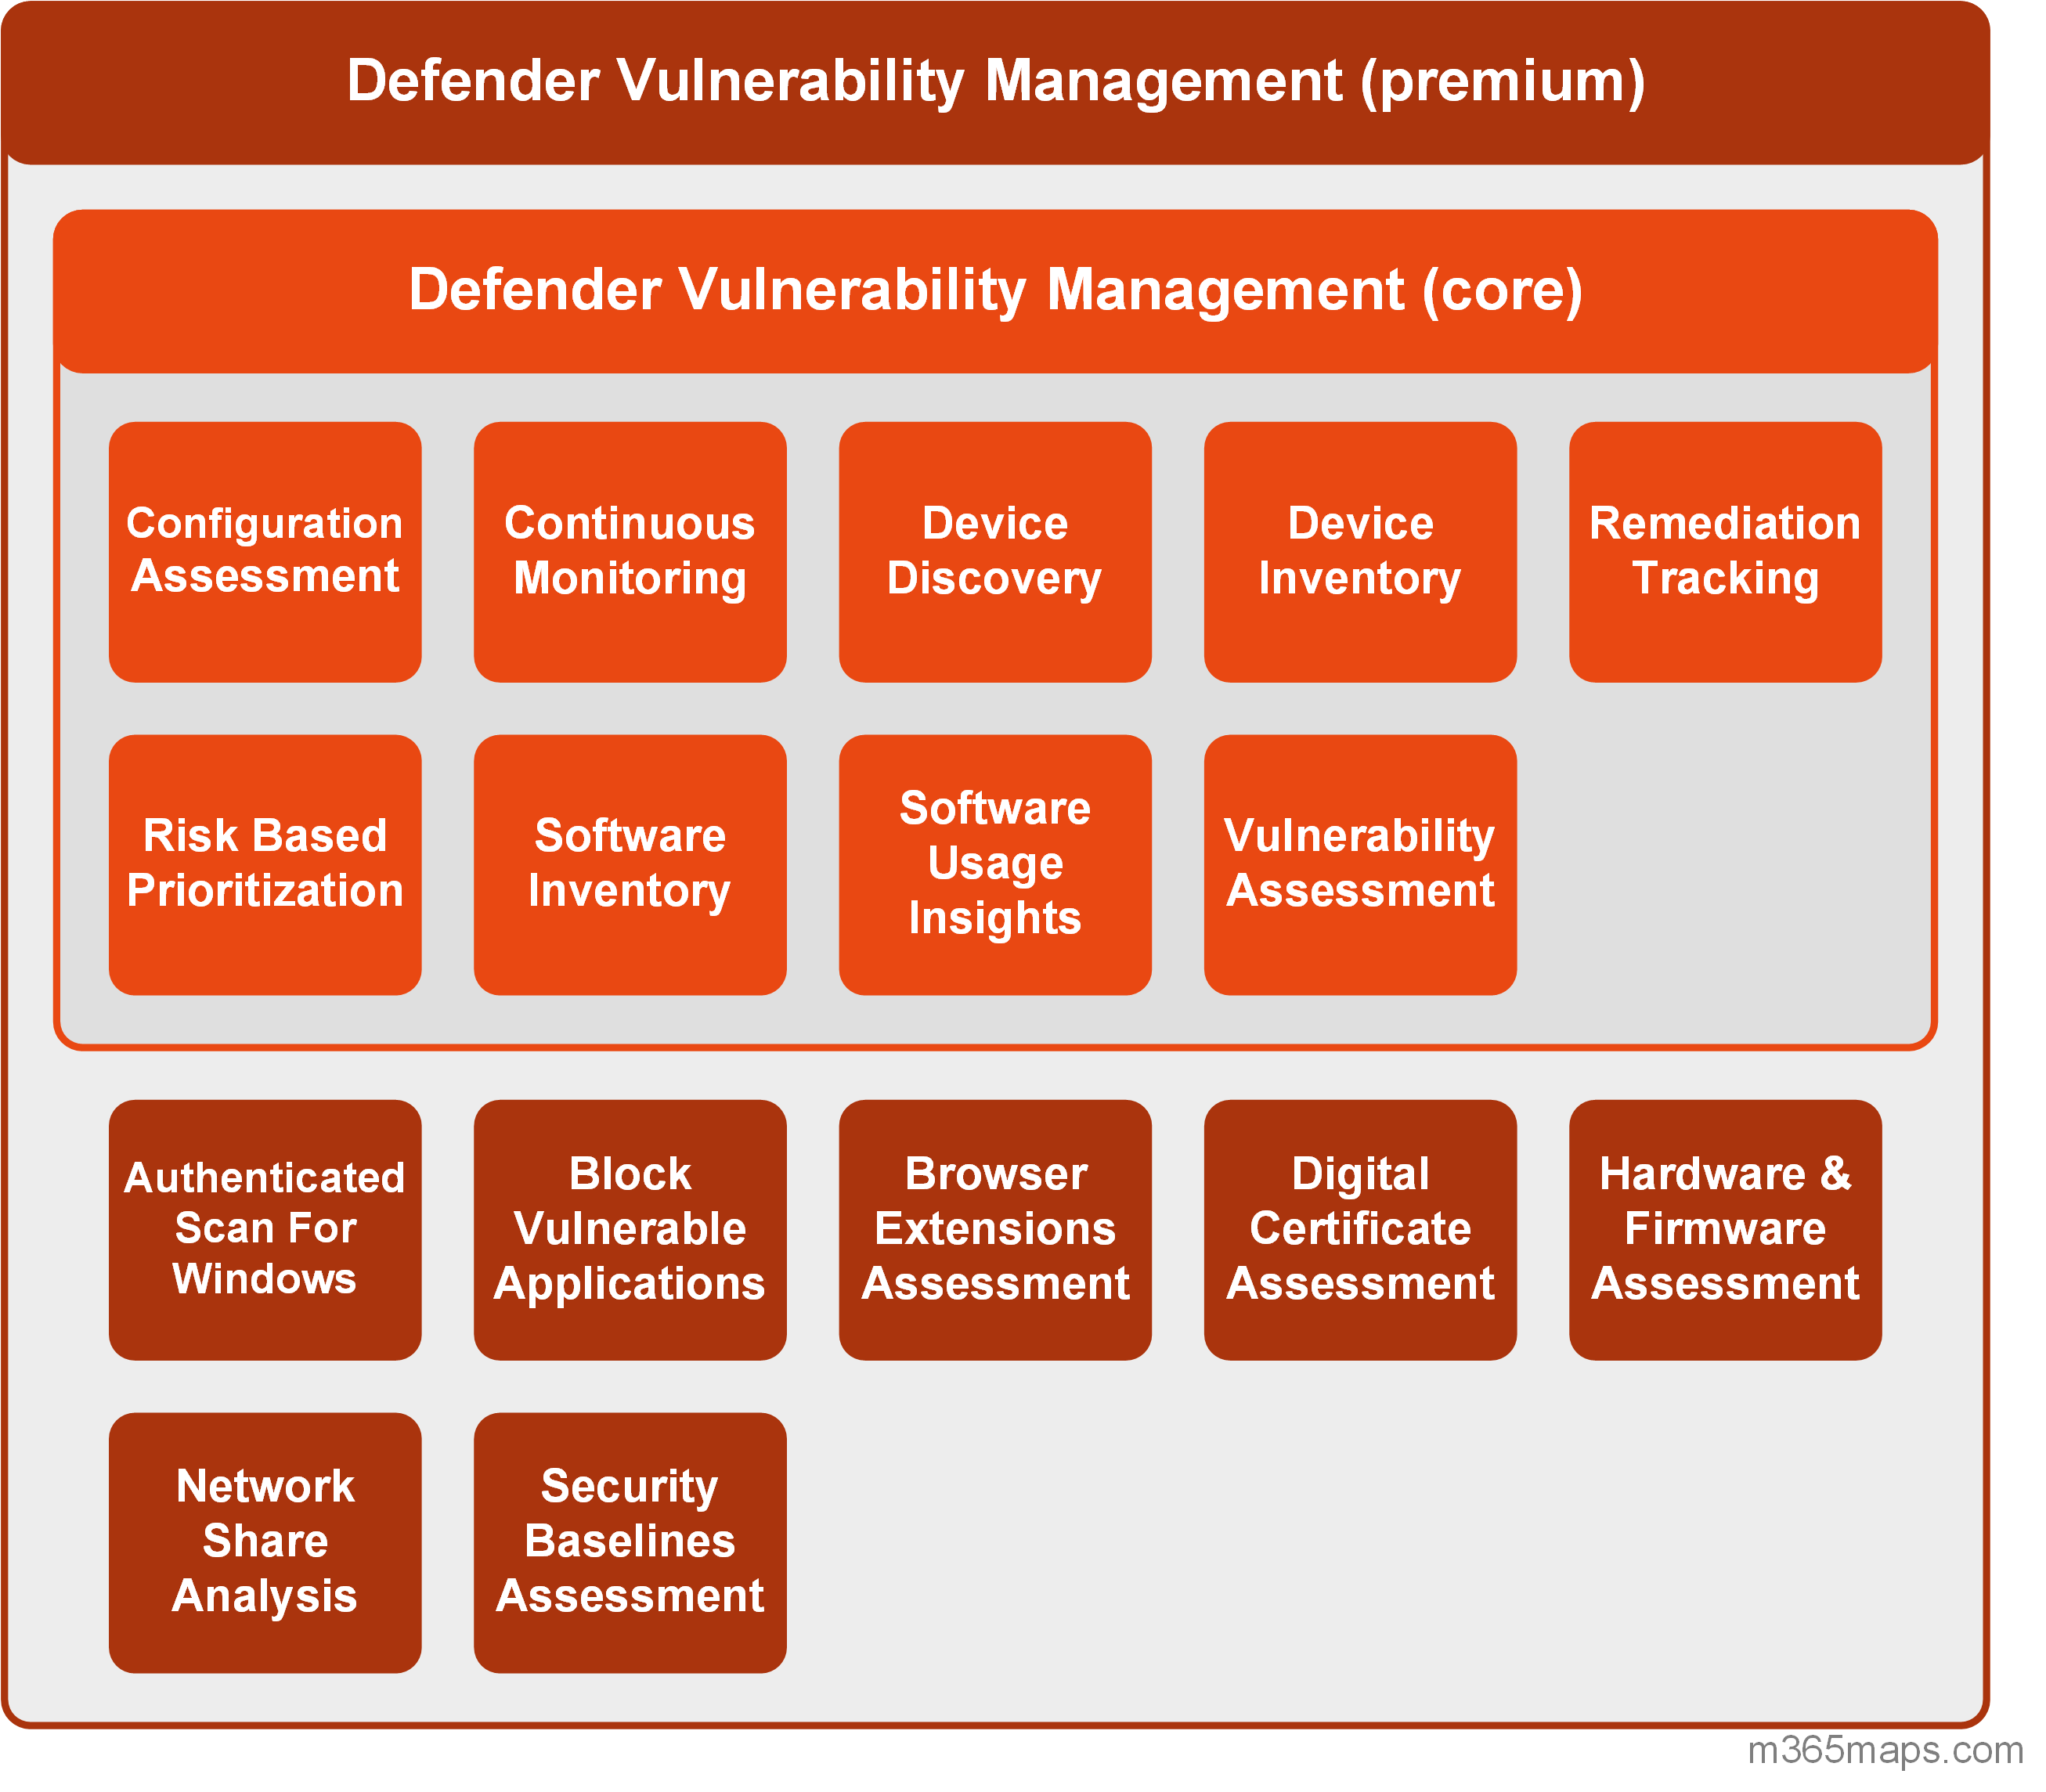 Defender Vulnerability Management (premium)
Defender Vulnerability Management (core)
Configuration
Assessment
Continuous
Monitoring
Device
Discovery
Device
Inventory
Remediation
Tracking
Risk Based
Prioritization
Software
Inventory
Software
Usage
Insights
Vulnerability
Assessment
Authenticated
Scan For
Windows
Block
Vulnerable
Applications
Browser
Extensions
Assessment
Digital
Certificate
Assessment
Hardware &
Firmware
Assessment
Network
Share
Analysis
Security
Baselines
Assessment
m365maps.com